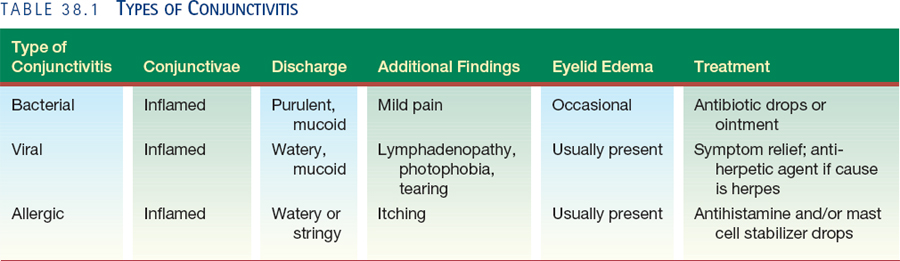 TABLE 38.1 TYPES OF CONJUNCTIVITIS
Type of
Conjunctivitis Conjunctivae Discharge Additional Findings Eyelid Edema Treatment
Bacterial Inflamed Purulent, Mild pain Occasional Antibiotic drops or
mucoid ointment
Viral Inflamed Watery, Lymphadenopathy, Usually present Symptom relief; anti-
mucoid photophobia, herpetic agent if cause
tearing is herpes
Allergic Inflamed Watery or Itching Usually present Antihistamine and/or mast
stringy cell stabilizer drops